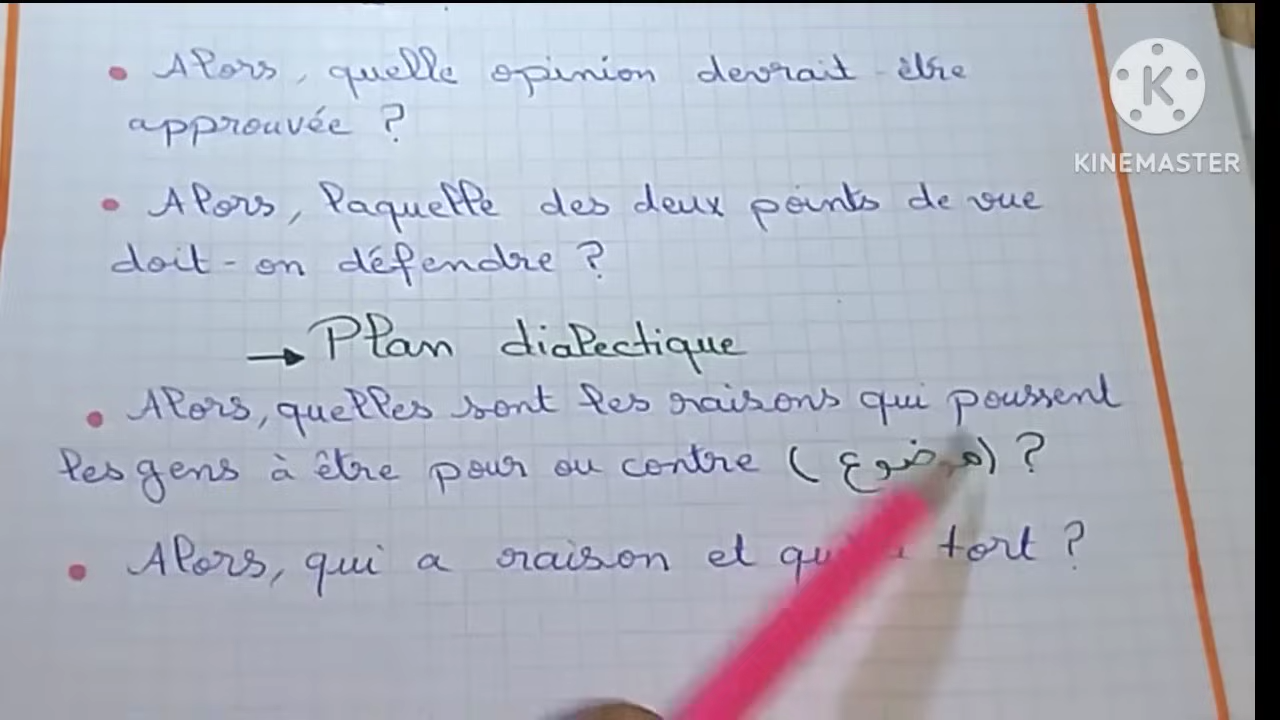 • Alors, quelle opinion devrait-être
approuvée ?
• Alors, laquelle des deux points de vue
doit-on défendre ?
→ Plan dialectique
• Alors, quelles sont les raisons qui poussent
les gens à être pour ou contre (موضوع) ?
• Alors, qui a raison et qui a tort ?
K
KINEMASTER